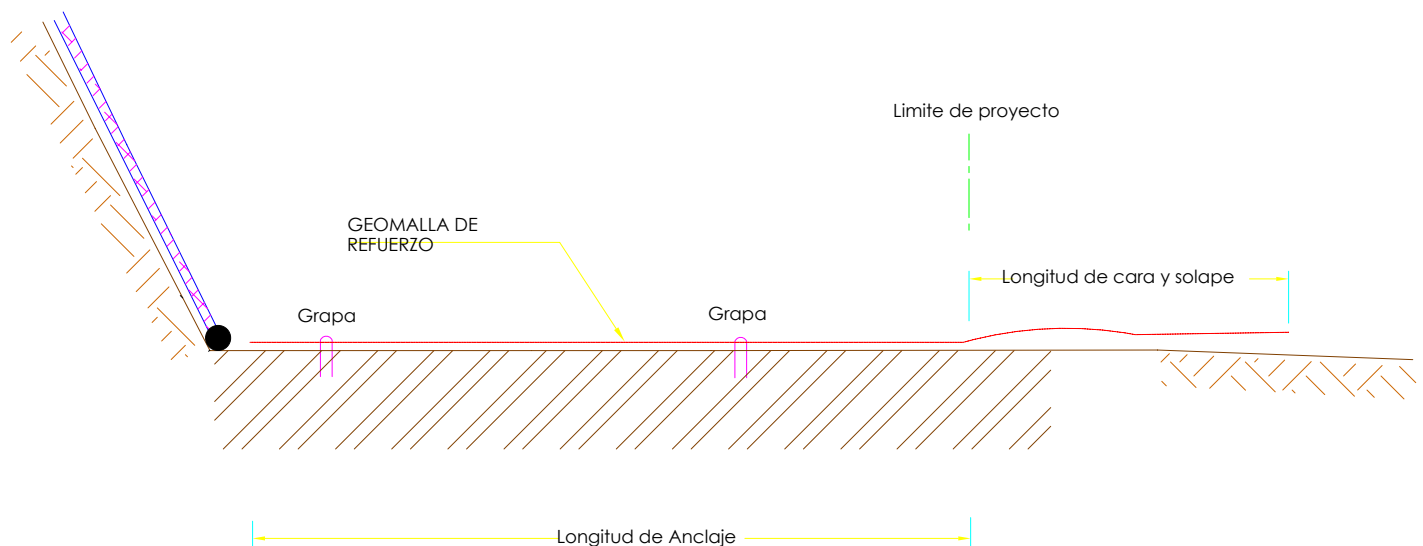 Limite de proyecto
GEOMALLA DE
REFUERZO
Longitud de cara y solape
Grapa
Grapa
Longitud de Anclaje